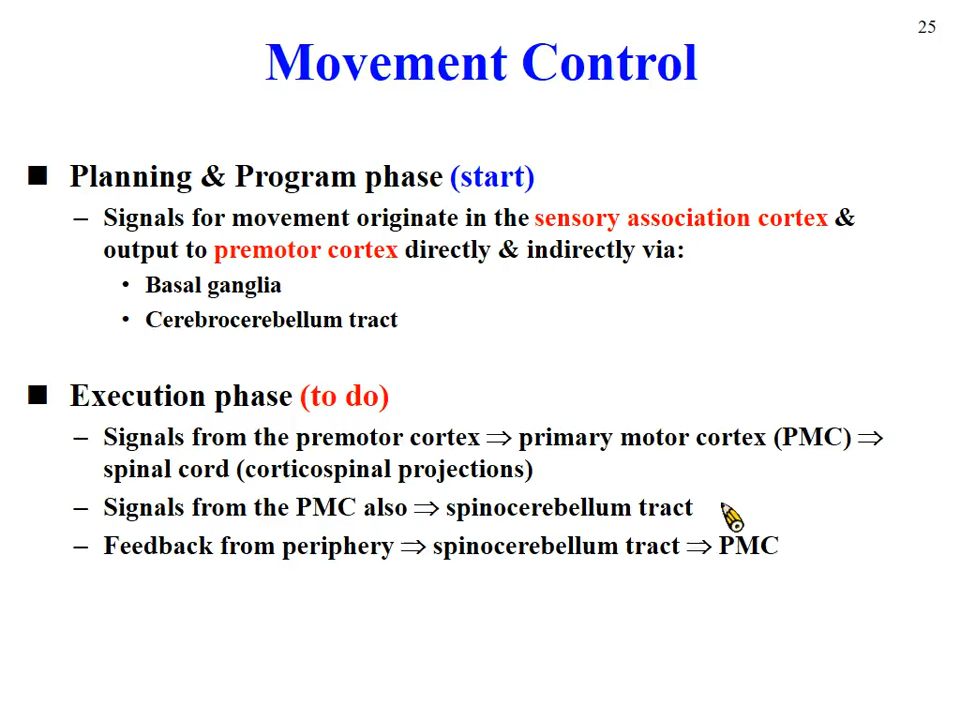 25
Movement Control
■ Planning & Program phase (start)
– Signals for movement originate in the sensory association cortex &
output to premotor cortex directly & indirectly via:
• Basal ganglia
• Cerebrocerebellum tract
■ Execution phase (to do)
– Signals from the premotor cortex ⇒ primary motor cortex (PMC) ⇒
spinal cord (corticospinal projections)
– Signals from the PMC also ⇒ spinocerebellum tract
– Feedback from periphery ⇒ spinocerebellum tract ⇒ PMC